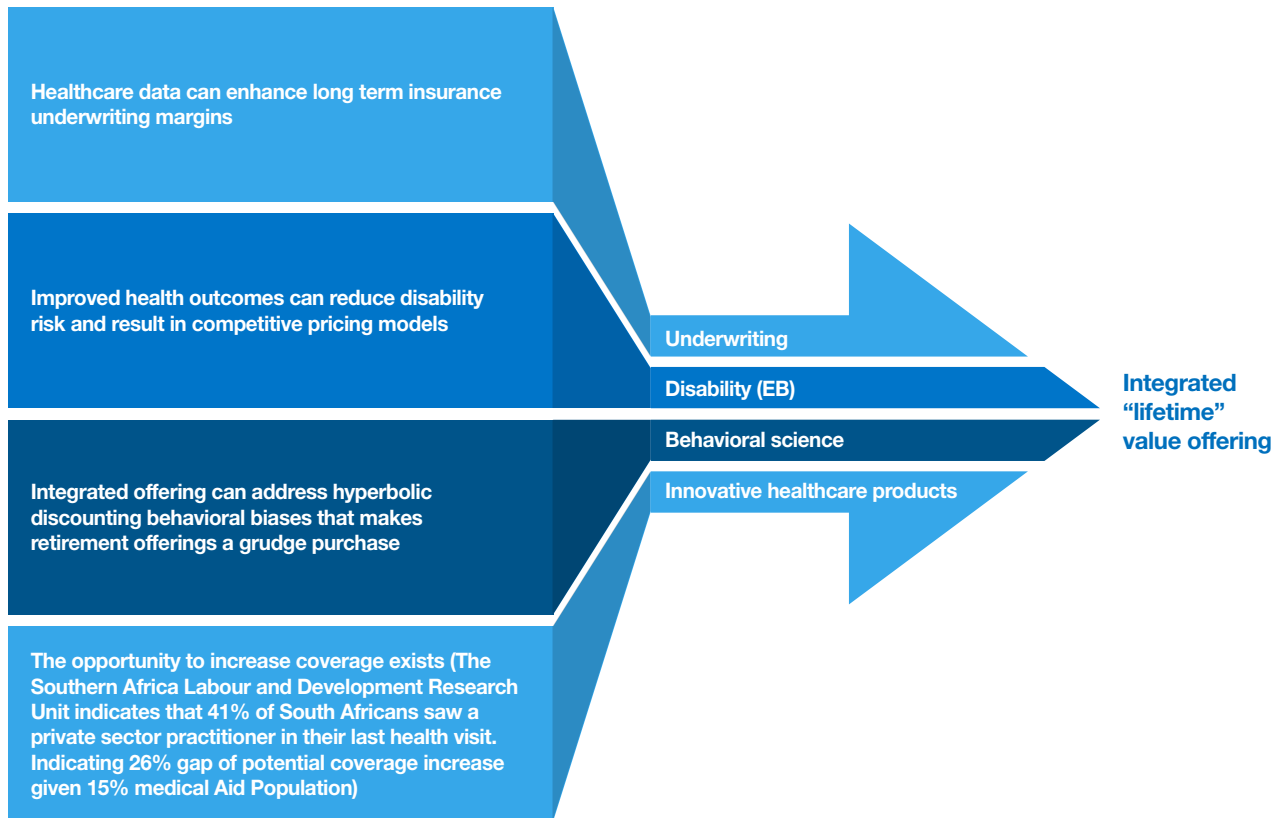 Healthcare data can enhance long term insurance
underwriting margins
Improved health outcomes can reduce disability
risk and result in competitive pricing models
Integrated offering can address hyperbolic
discounting behavioral biases that makes
retirement offerings a grudge purchase
The opportunity to increase coverage exists (The
Southern Africa Labour and Development Research
Unit indicates that 41% of South Africans saw a
private sector practitioner in their last health visit.
Indicating 26% gap of potential coverage increase
given 15% medical Aid Population)
Underwriting
Disability (EB)
Behavioral science
Innovative healthcare products
Integrated
“lifetime”
value offering